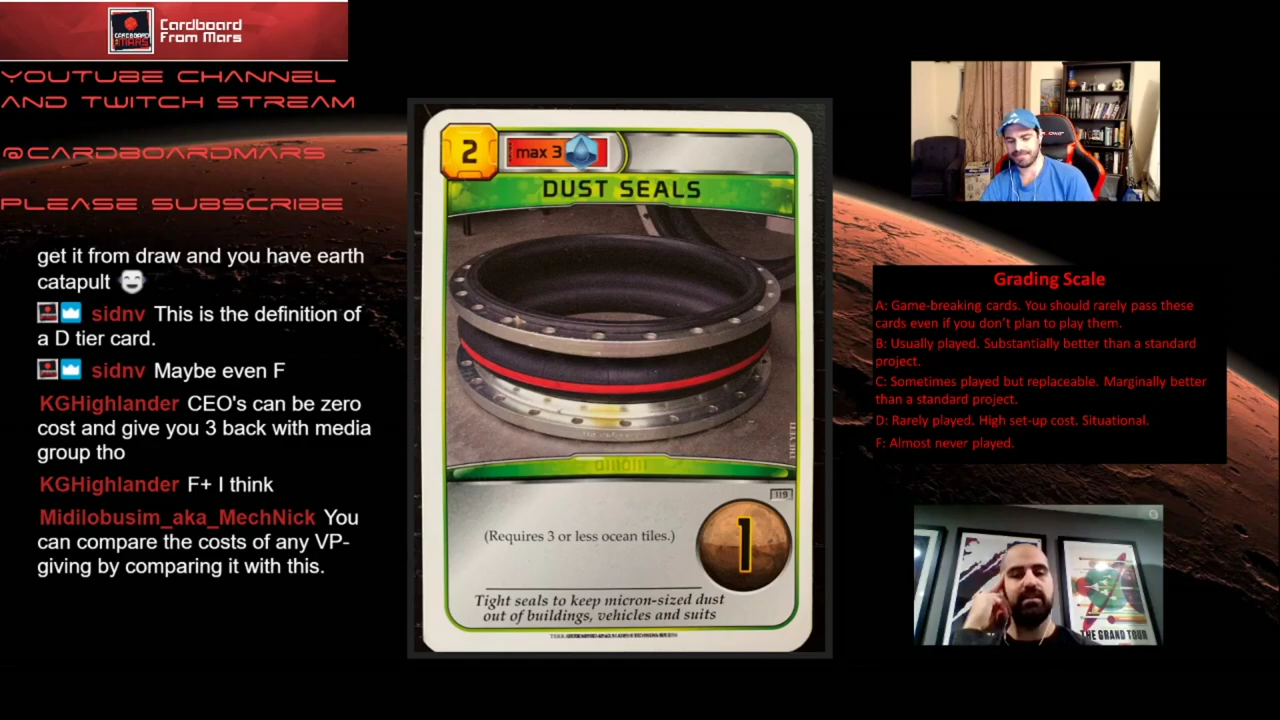 Cardboard
From Mars
YOUTUBE CHANNEL
AND TWITCH STREAM
@CARDBOARDMARS
PLEASE SUBSCRIBE
get it from draw and you have earth
catapult
sidnv This is the definition of
a D tier card.
sidnv Maybe even F
KGHighlander CEO's can be zero
cost and give you 3 back with media
group tho
KGHighlander F+ I think
Midilobusim_aka_MechNick You
can compare the costs of any VP-
giving by comparing it with this.
2
max 3
DUST SEALS
THE YETI
119
(Requires 3 or less ocean tiles.)
1
Tight seals to keep micron-sized dust
out of buildings, vehicles and suits
Grading Scale
A: Game-breaking cards. You should rarely pass these
cards even if you don't plan to play them.
B: Usually played. Substantially better than a standard
project.
C: Sometimes played but replaceable. Marginally better
than a standard project.
D: Rarely played. High set-up cost. Situational.
F: Almost never played.
THE GRAND TOUR